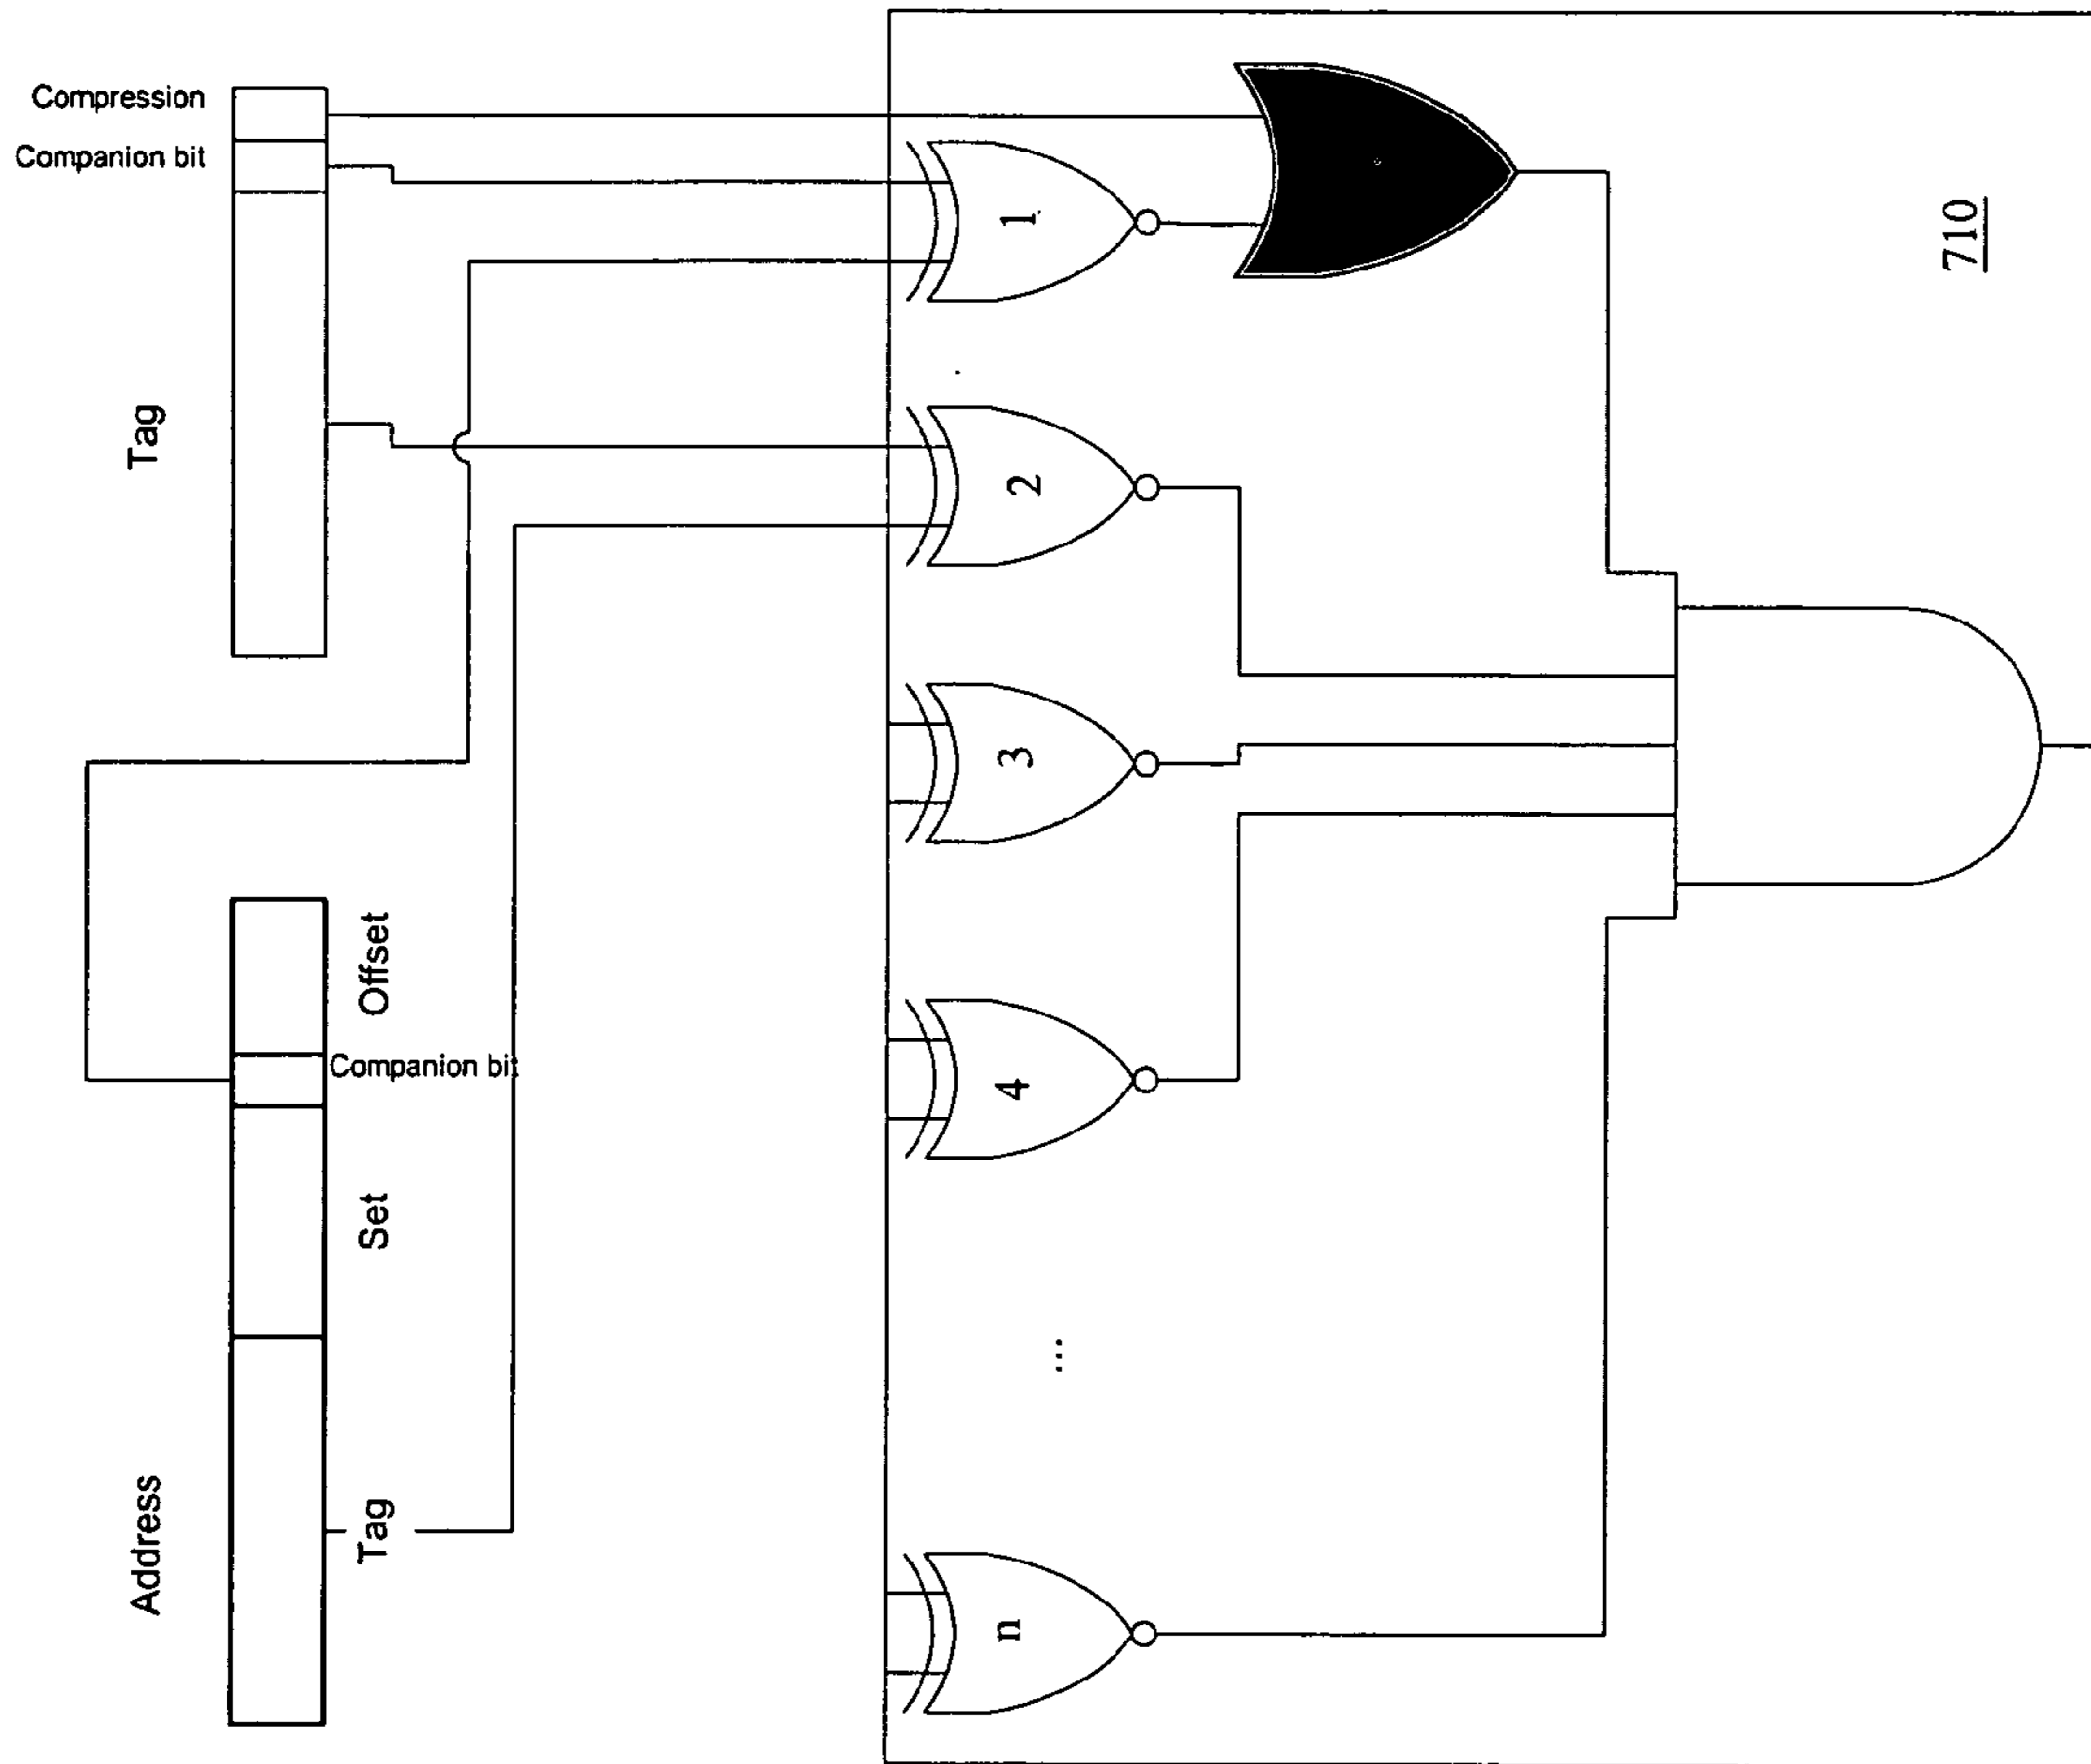 Compression
Companion bit
Tag
710
1
2
3
4
...
n
Address
Tag
Set
Companion bit
Offset